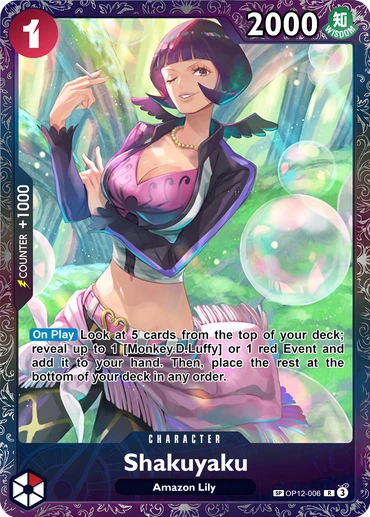 1
2000
知
WISDOM
COUNTER +1000
On Play Look at 5 cards from the top of your deck;
reveal up to 1 [Monkey.D.Luffy] or 1 red Event and
add it to your hand. Then, place the rest at the
bottom of your deck in any order.
CHARACTER
Shakuyaku
Amazon Lily
SP OP12-006 R 3